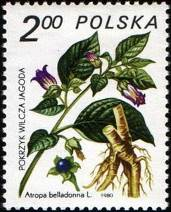 2.00 POLSKA
POKRZYK WILCZA JAGODA
Atropa belladonna L. 1980